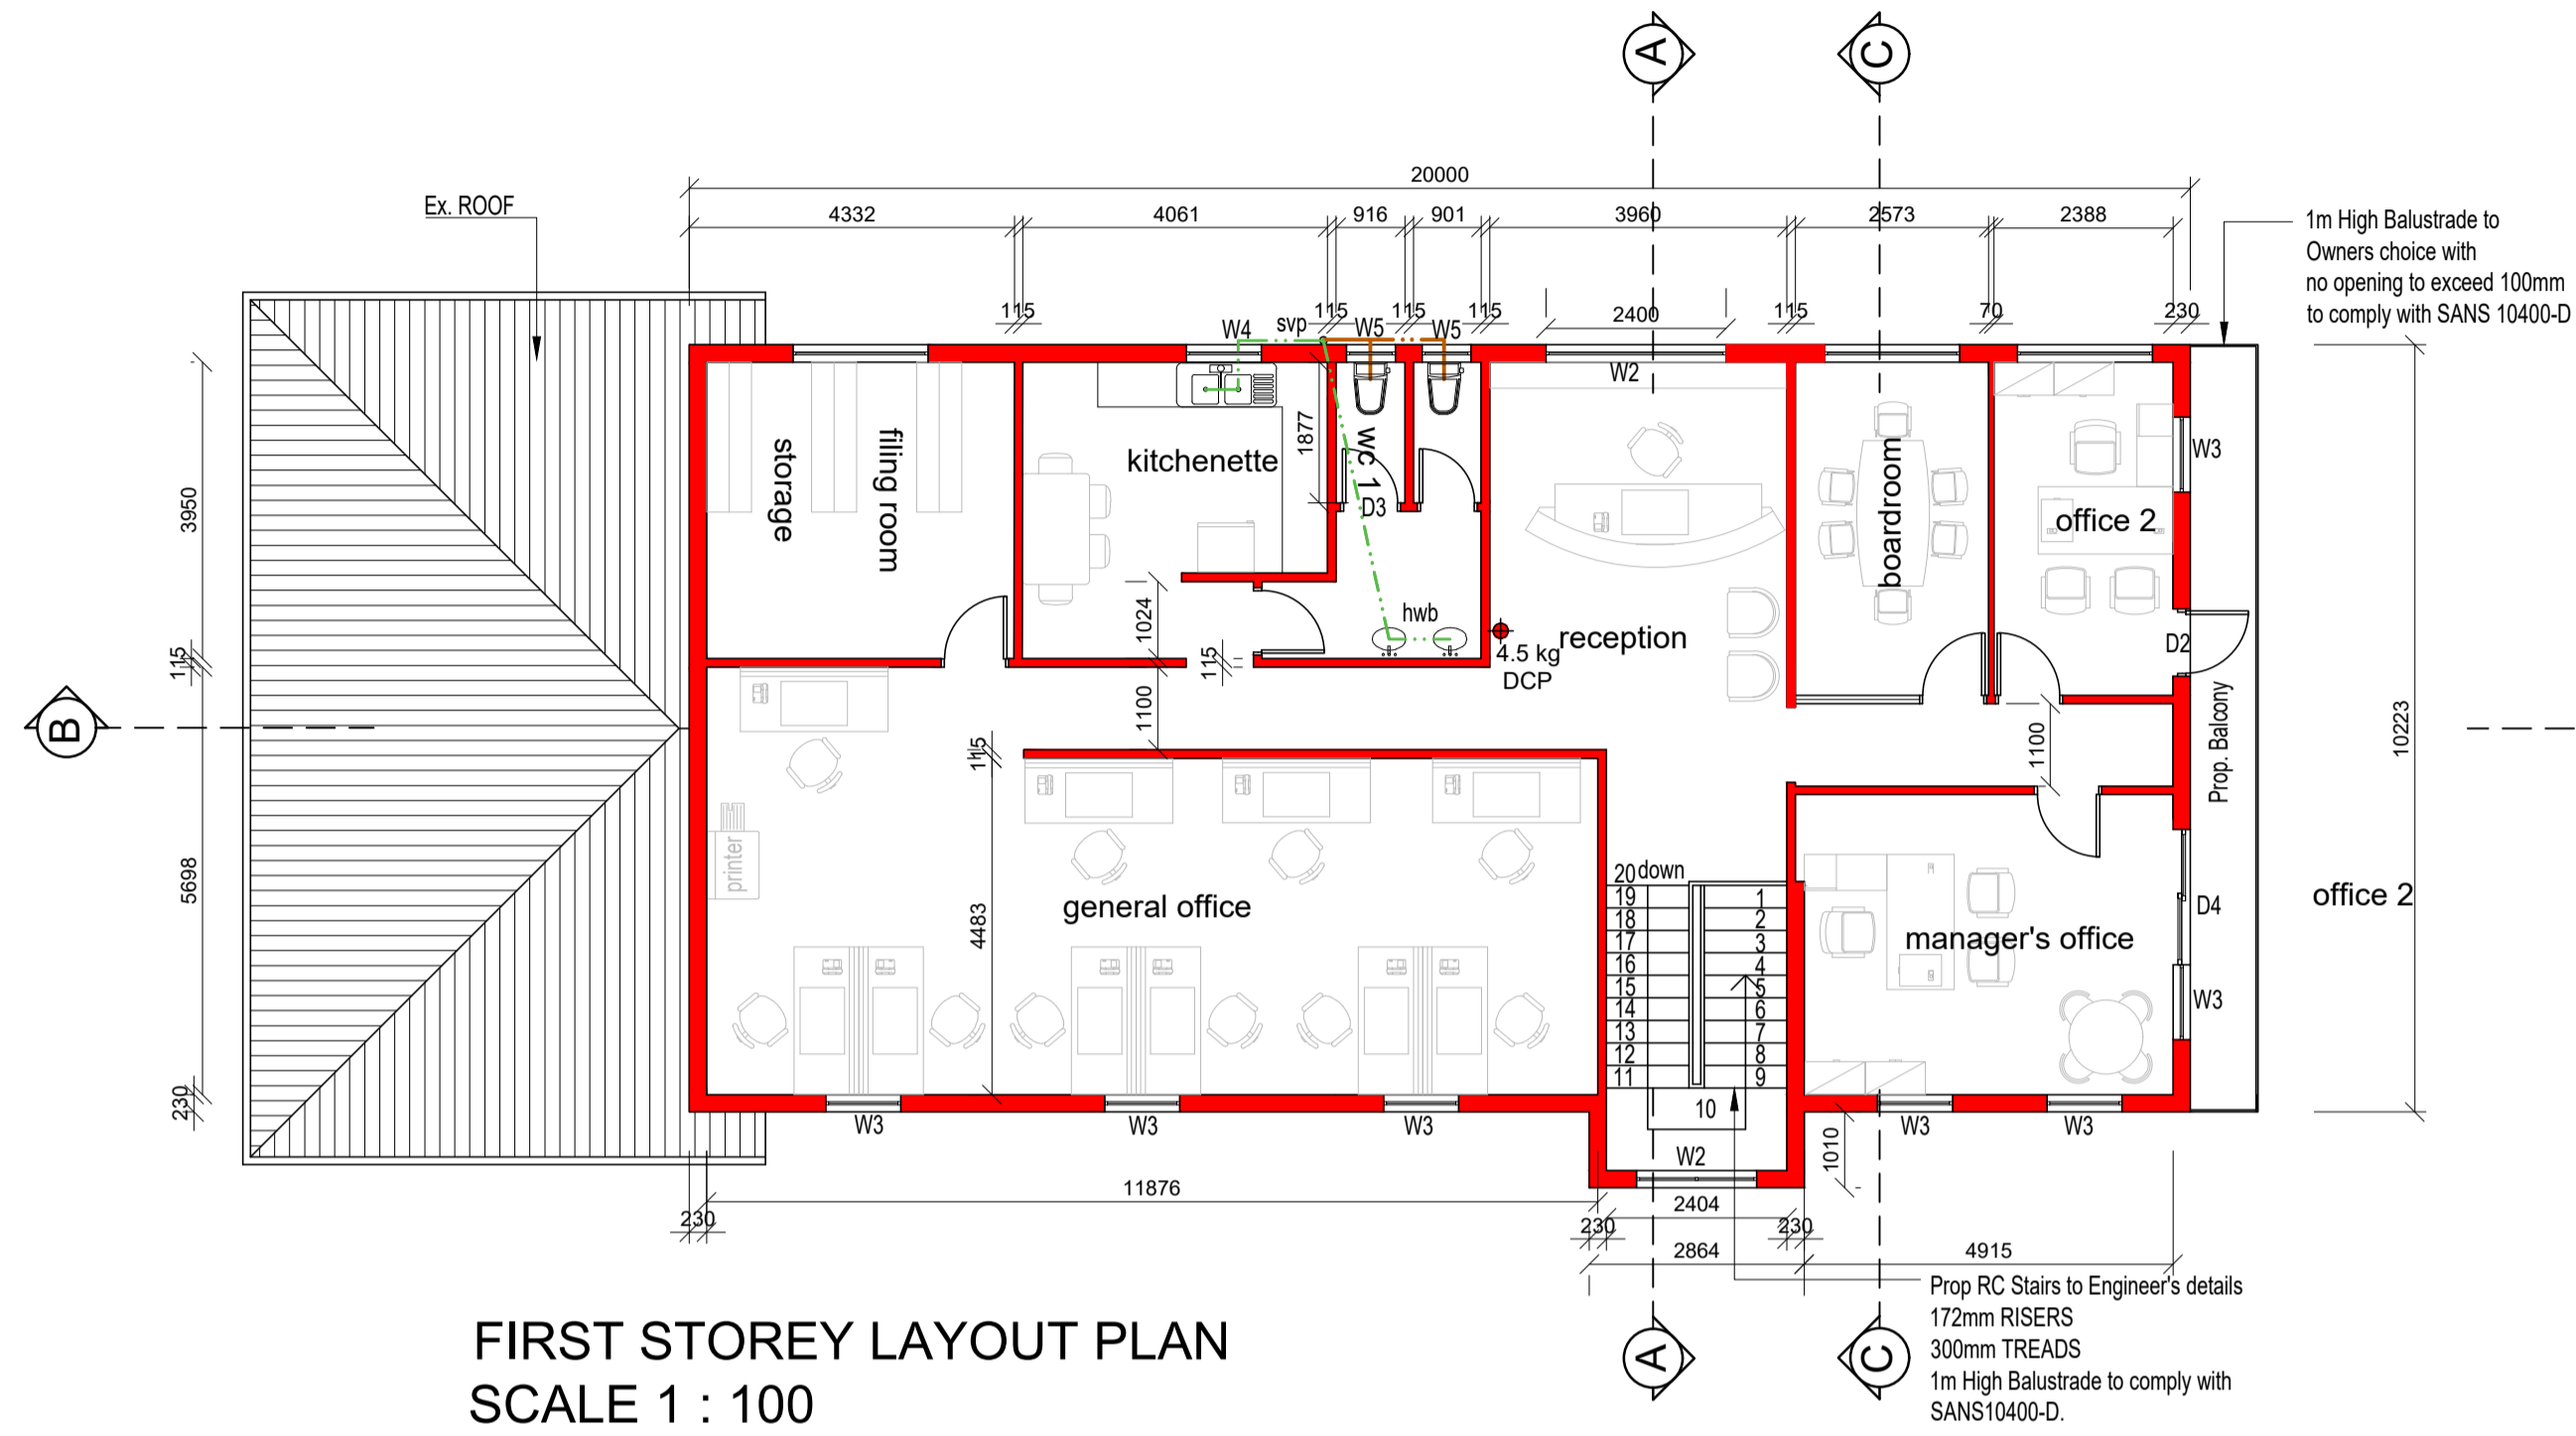 A
C
20000
Ex. ROOF
4332
4061
916
901
3960
2573
2388
1m High Balustrade to
Owners choice with
no opening to exceed 100mm
to comply with SANS 10400-D
115
115
115
115
2400
115
70
230
W4
svp
W5
W5
W2
storage
filing room
kitchenette
1877
wc 1
D3
boardroom
office 2
W3
3950
1024
hwb
reception
4.5 kg
DCP
D2
115
115
1100
B
115
1100
Prop. Balcony
10223
printer
5698
general office
4483
20 down
19
18
17
16
15
14
13
12
11
1
2
3
4
5
6
7
8
9
10
manager's office
D4
office 2
W3
230
W3
W3
W3
W2
1010
W3
W3
11876
230
230
2404
230
2864
4915
Prop RC Stairs to Engineer's details
172mm RISERS
300mm TREADS
1m High Balustrade to comply with
SANS10400-D.
FIRST STOREY LAYOUT PLAN
SCALE 1 : 100
A
C